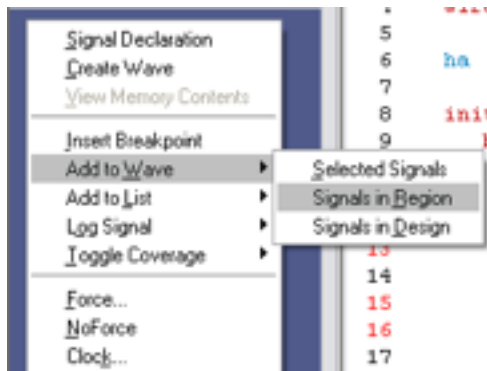 Signal Declaration
Create Wave
View Memory Contents
Insert Breakpoint
Add to Wave
Add to List
Log Signal
Toggle Coverage
Force...
NoForce
Clock...
Selected Signals
Signals in Region
Signals in Design
5
6 ha
7
8 init
9
13
14
15
16
17